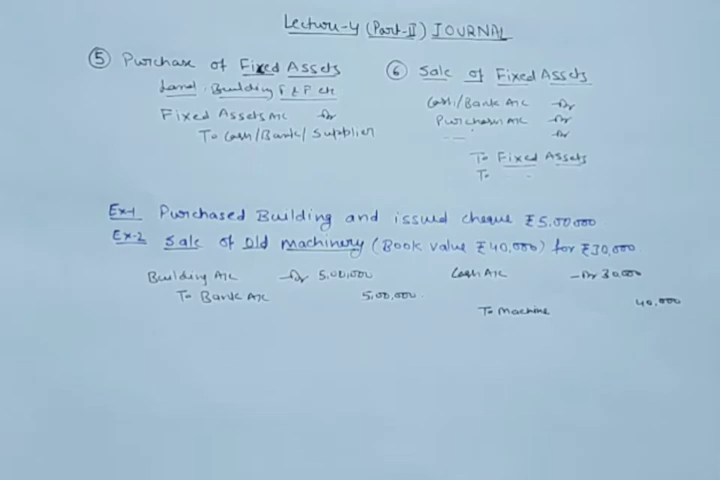 Lecture-4 (Part-II) JOURNAL
⑤ Purchase of Fixed Assets
Land, Building F & F etc
Fixed Assets A/c Dr
To Cash/Bank/Supplier
⑥ Sale of Fixed Assets
Cash/Bank A/c Dr
Purchaser A/c Dr
--- Dr
To Fixed Assets
To -
Ex-1 Purchased Building and issued cheque ₹5,00,000
Ex-2 Sale of Old machinery (Book value ₹40,000) for ₹30,000
Building A/c -Dr 5,00,000
To Bank A/c 5,00,000
Cash A/c -Dr 30,000
To Machine 40,000